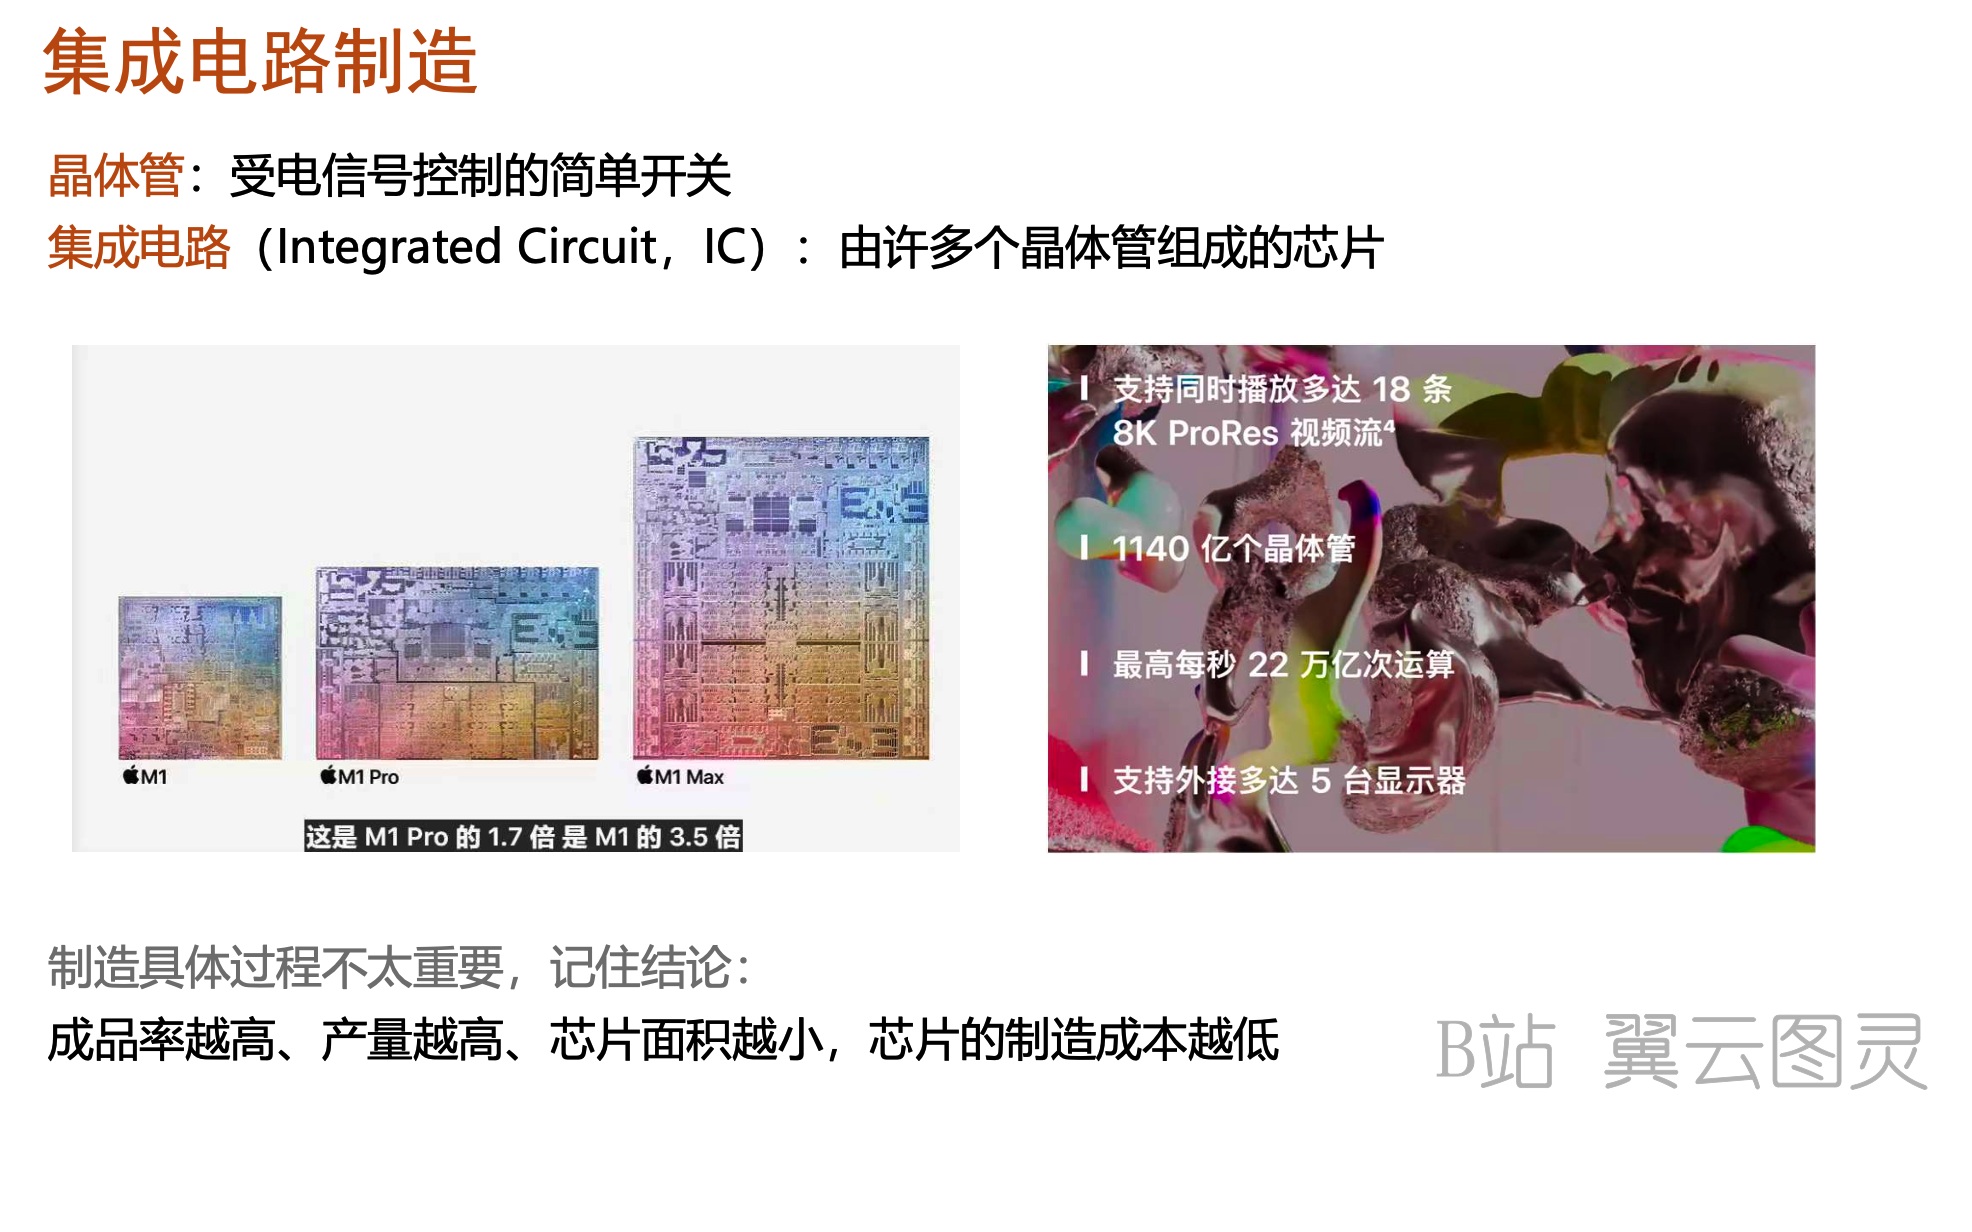 集成电路制造
晶体管：受电信号控制的简单开关
集成电路（Integrated Circuit，IC）：由许多个晶体管组成的芯片
M1
M1 Pro
M1 Max
这是 M1 Pro 的 1.7 倍 是 M1 的 3.5 倍
支持同时播放多达 18 条
8K ProRes 视频流⁴
1140 亿个晶体管
最高每秒 22 万亿次运算
支持外接多达 5 台显示器
制造具体过程不太重要，记住结论：
成品率越高、产量越高、芯片面积越小，芯片的制造成本越低
B站 翼云图灵